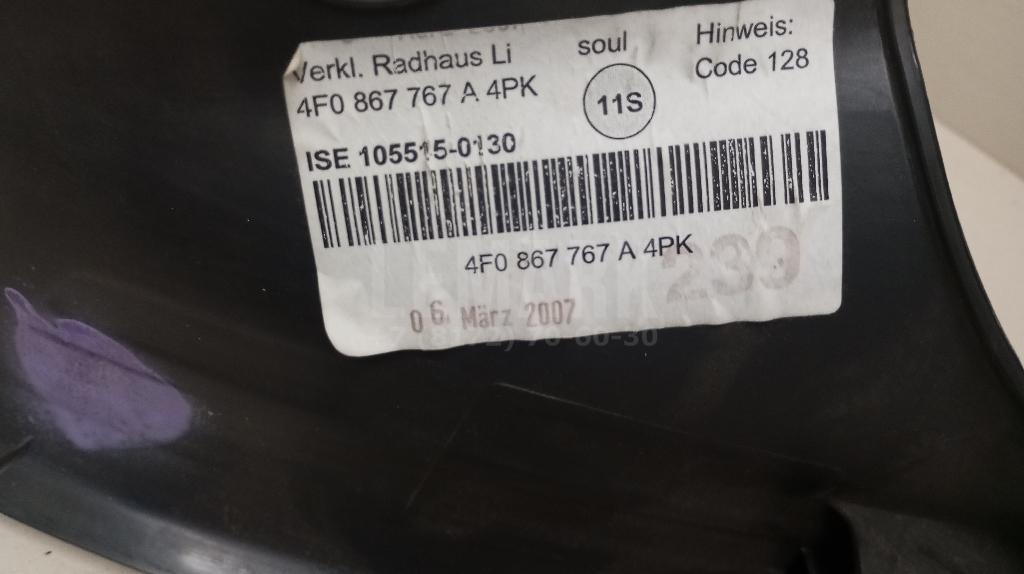 Verkl. Radhaus Li
soul
Hinweis:
4F0 867 767 A 4PK
11S
Code 128
ISE 105515-0130
4F0 867 767 A 4PK
239
06. März 2007